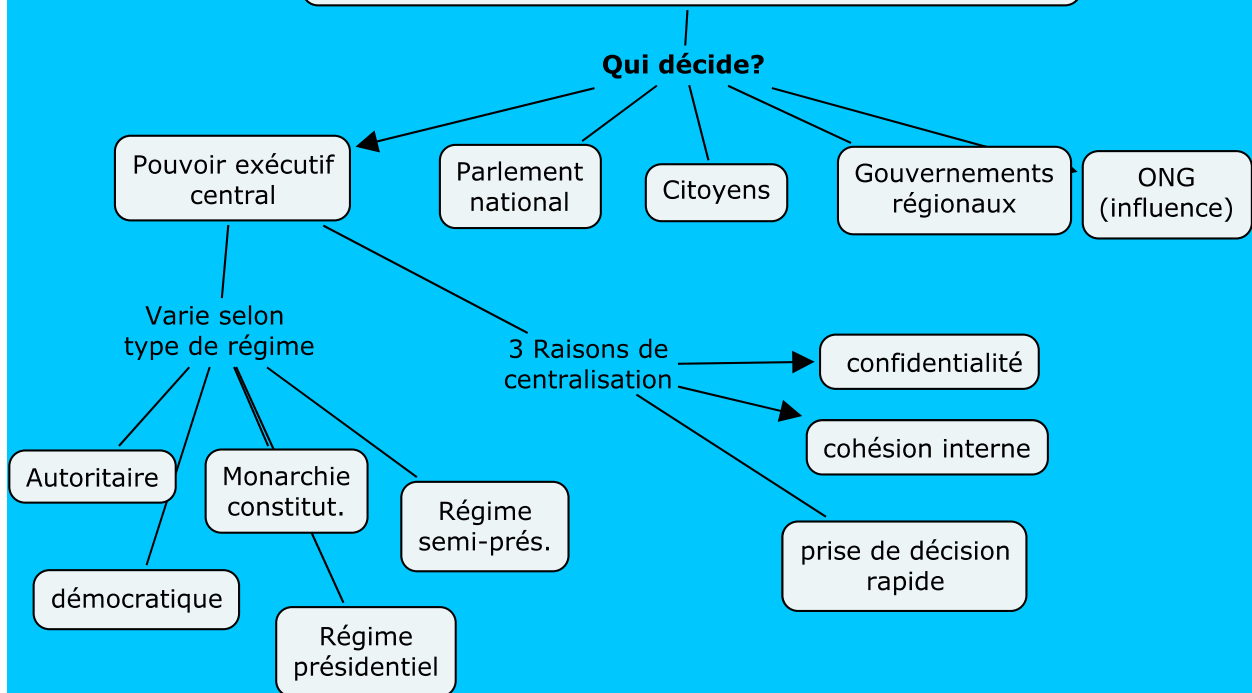 Qui décide?
Pouvoir exécutif
central
Parlement
national
Citoyens
Gouvernements
régionaux
ONG
(influence)
Varie selon
type de régime
3 Raisons de
centralisation
confidentialité
cohésion interne
prise de décision
rapide
Autoritaire
Monarchie
constitut.
Régime
semi-prés.
démocratique
Régime
présidentiel